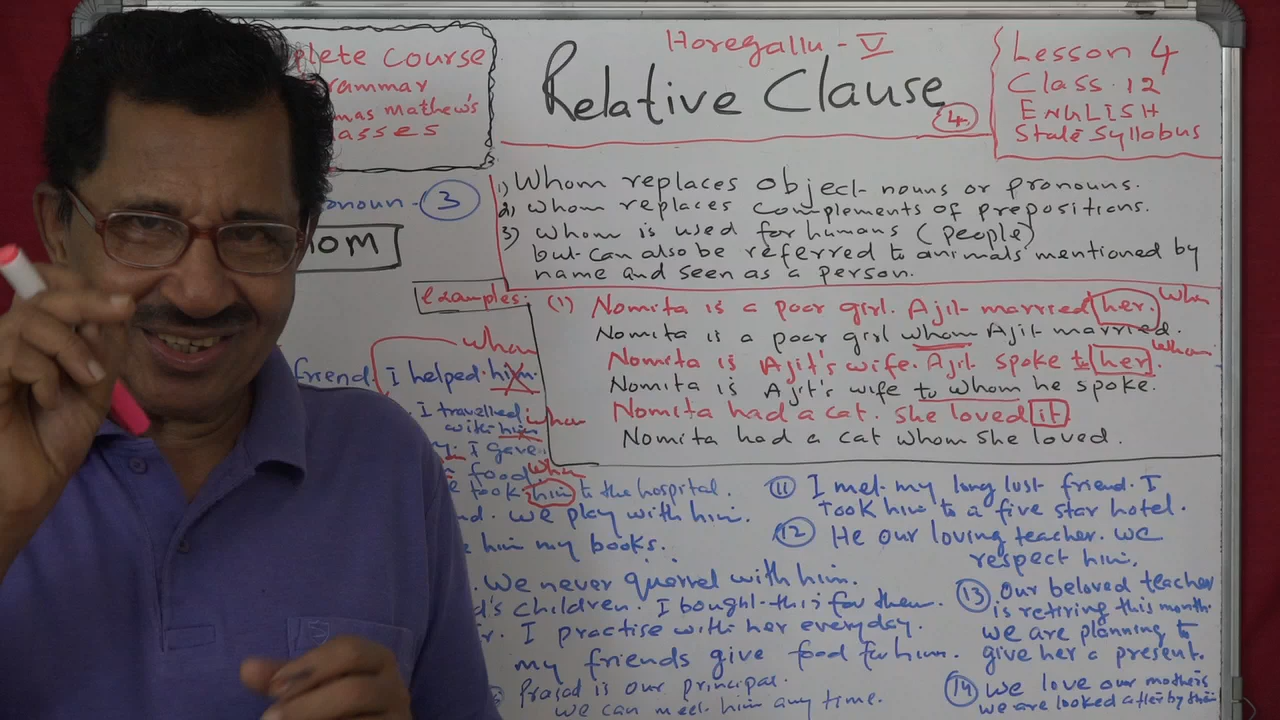 plete Course
rammar
mas Mathew's
asses
Horegallu - V
Relative Clause
4
Lesson 4
Class. 12
ENGLISH
State Syllabus
onoun - 3
HOM
1) Whom replaces object nouns or pronouns.
2) Whom replaces complements of prepositions.
3) Whom is used for humans (people)
but can also be referred to animals mentioned by
name and seen as a person.
examples:
(1) Nomita is a poor girl. Ajit married her. whom
Nomita is a poor girl whom Ajit married.
Nomita is Ajit's wife. Ajit spoke to her. whom
Nomita is Ajit's wife to whom he spoke.
Nomita had a cat. She loved it
Nomita had a cat whom she loved.
whom
friend. I helped him.
I travelled whom
with him
I gave
food. whom
took him to the hospital.
nd. We play with him.
him my books.
. We never quarrel with him.
d's children. I bought this for them.
r. I practise with her everyday.
my friends give food for him.
Prasad is our principal.
we can meet him any time.
11 I met my long lost friend. I
took him to a five star hotel.
12 He our loving teacher. We
respect him.
13 Our beloved teacher
is retiring this month.
we are planning to
give her a present.
14 We love our mothers
we are looked after by